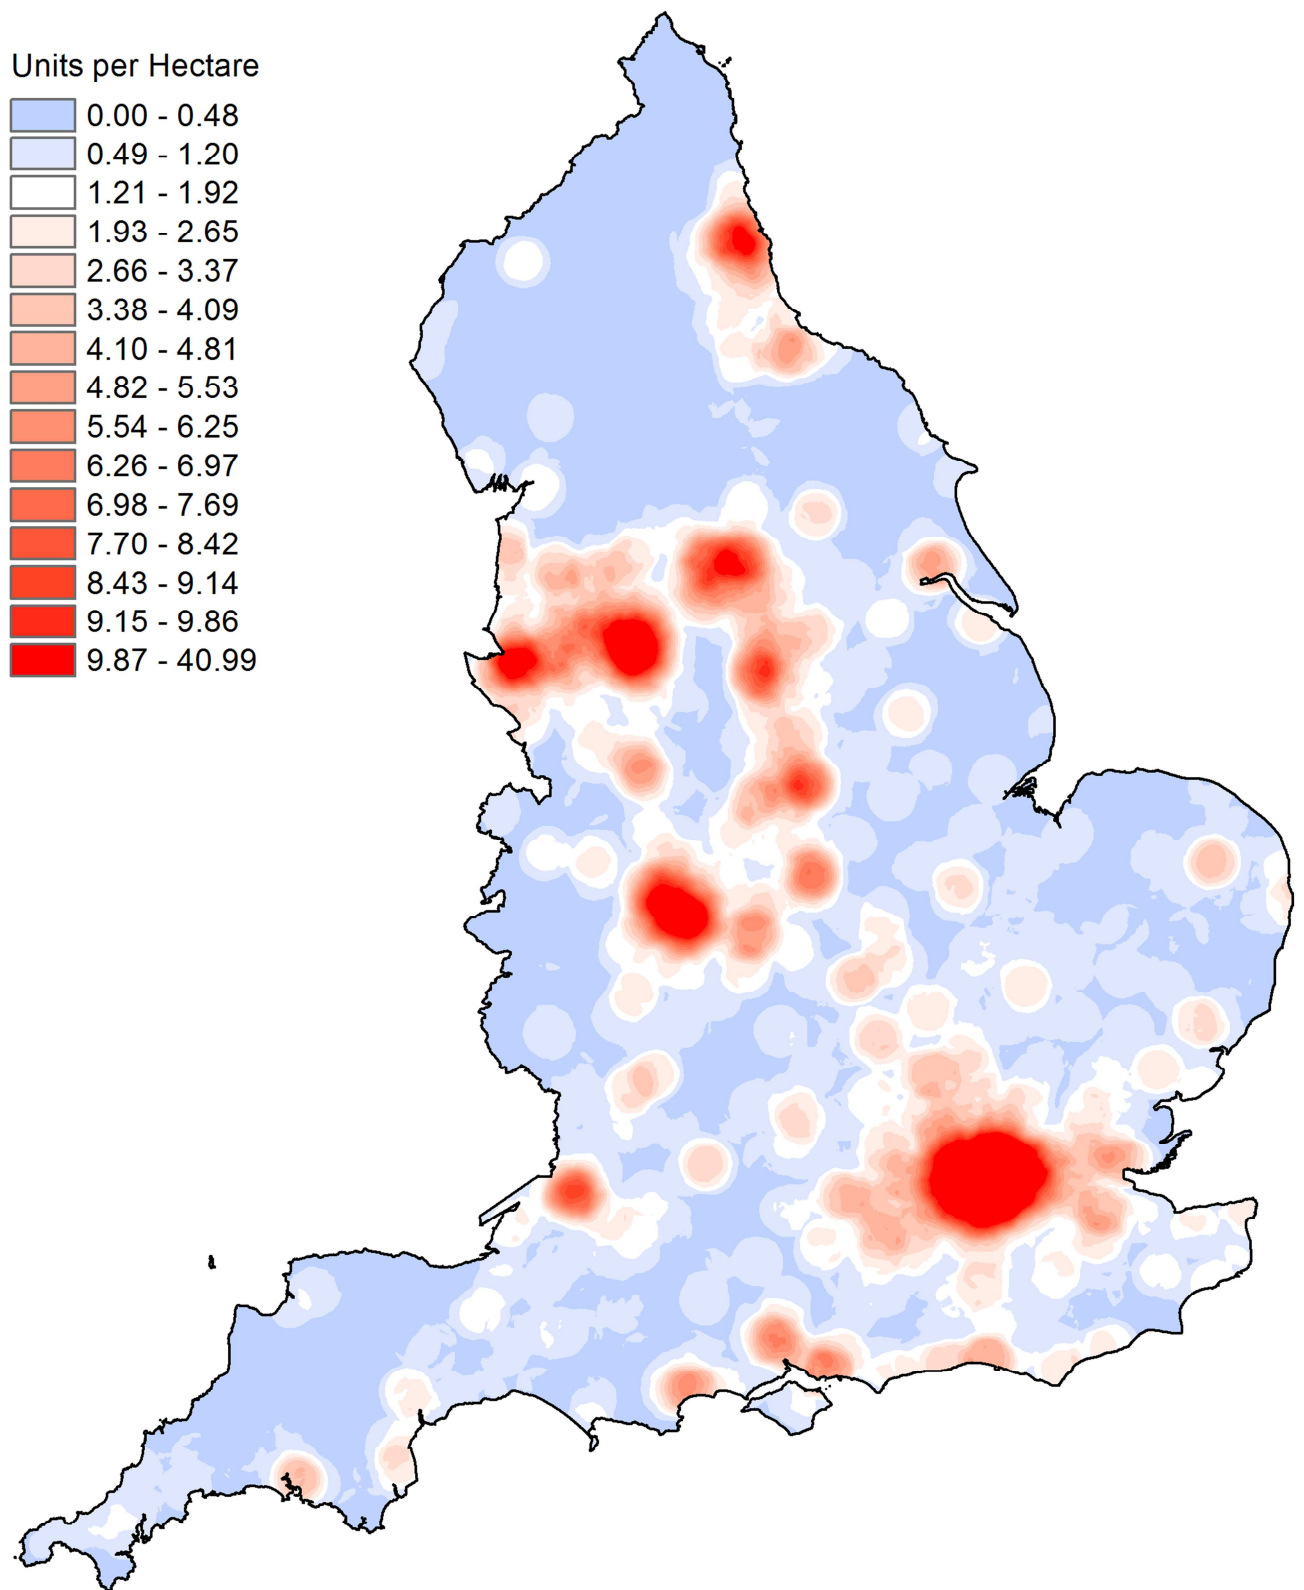 Units per Hectare
0.00 - 0.48
0.49 - 1.20
1.21 - 1.92
1.93 - 2.65
2.66 - 3.37
3.38 - 4.09
4.10 - 4.81
4.82 - 5.53
5.54 - 6.25
6.26 - 6.97
6.98 - 7.69
7.70 - 8.42
8.43 - 9.14
9.15 - 9.86
9.87 - 40.99